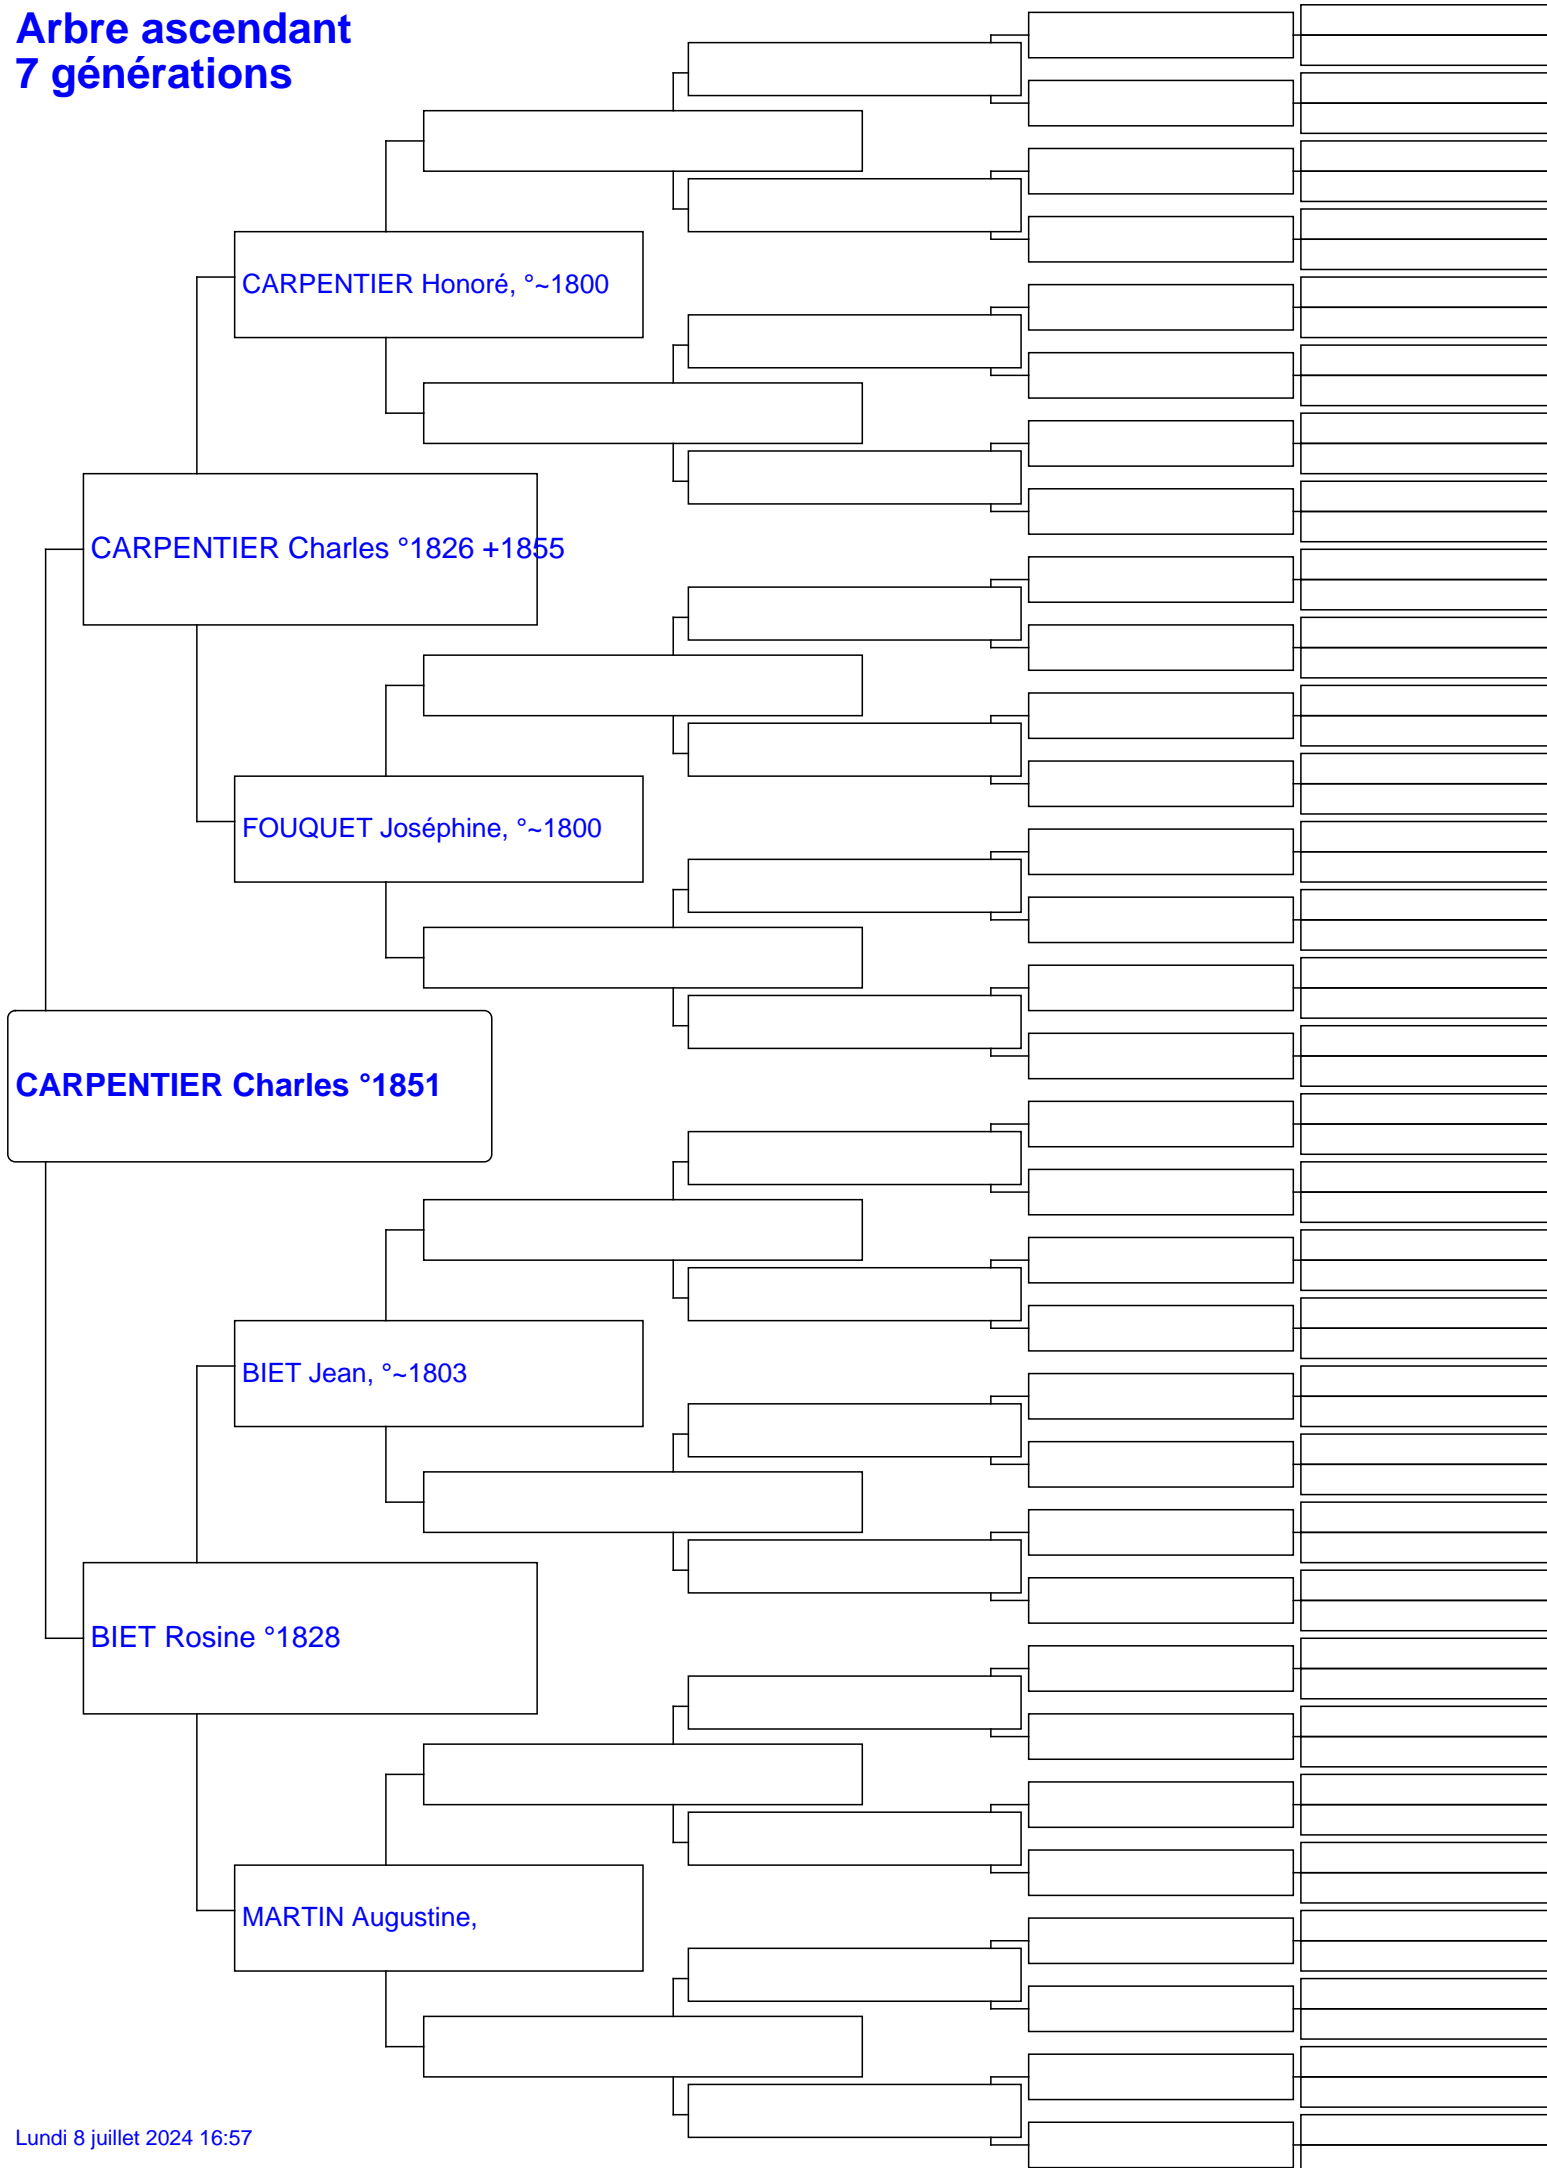 Arbre ascendant
7 générations
CARPENTIER Honoré, °~1800
CARPENTIER Charles °1826 +1855
FOUQUET Joséphine, °~1800
CARPENTIER Charles °1851
BIET Jean, °~1803
BIET Rosine °1828
MARTIN Augustine,
Lundi 8 juillet 2024 16:57